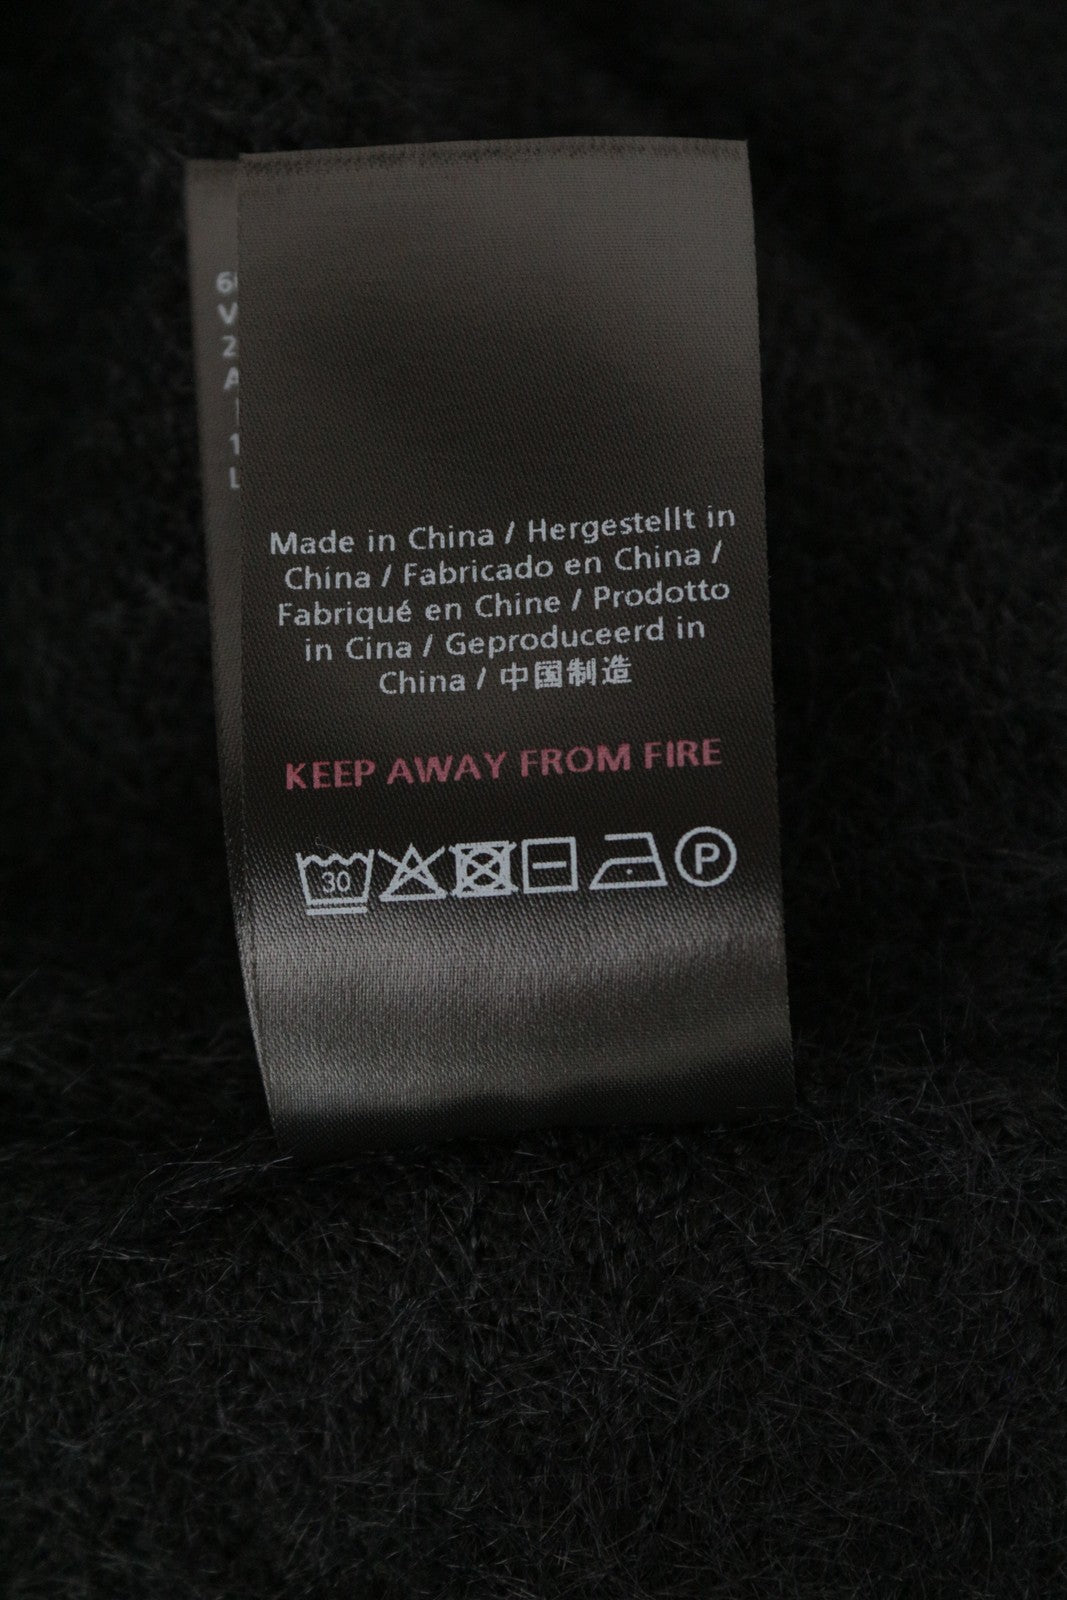 Made in China / Hergestellt in
China / Fabricado en China /
Fabriqué en Chine / Prodotto
in Cina / Geproduceerd in
China / 中国制造
KEEP AWAY FROM FIRE
30
P